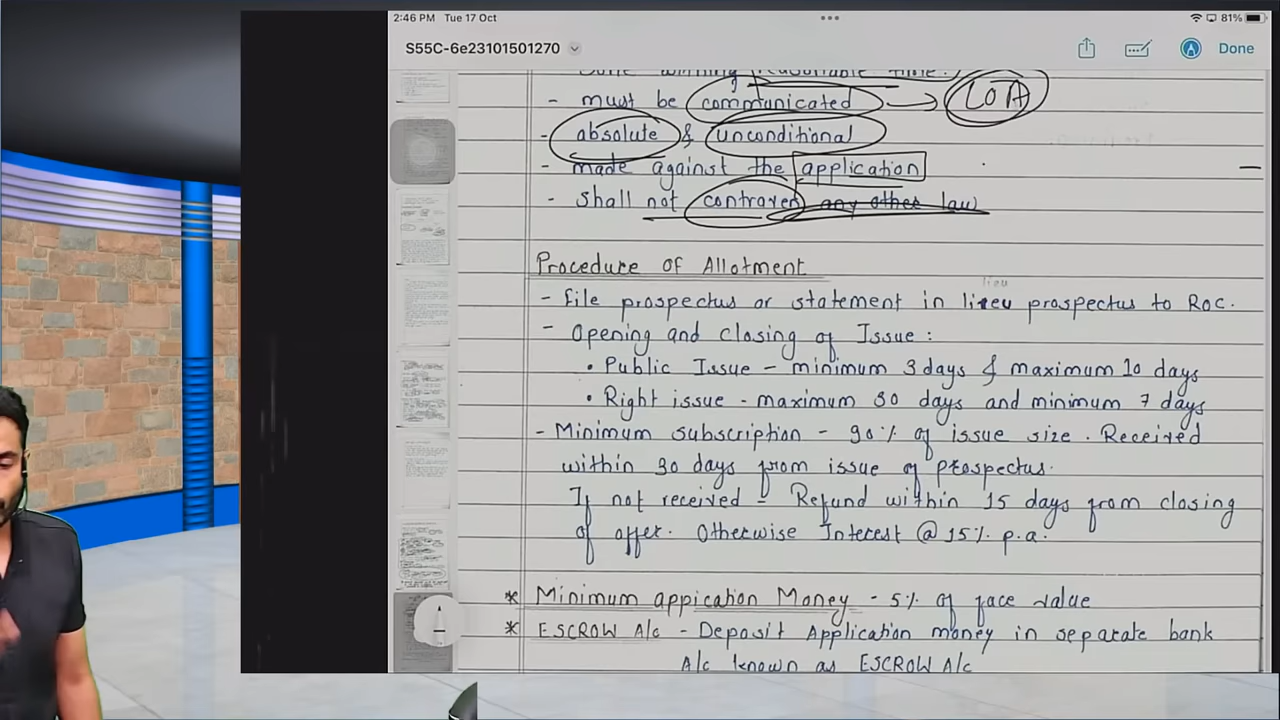 2:46 PM Tue 17 Oct
81%
S55C-6e23101501270
Done
reasonable time.
- must be communicated → LOA
- absolute & unconditional
- made against the application
- Shall not contraven any other law
Procedure of Allotment
lieu
- file prospectus or statement in lieu prospectus to RoC.
- Opening and closing of Issue :
• Public Issue - minimum 3 days & maximum 10 days
• Right issue - maximum 30 days and minimum 7 days
- Minimum subscription - 90% of issue size. Received
within 30 days from issue of prospectus.
If not received - Refund within 15 days from closing
of offer. Otherwise Interest @ 15% p.a.
* Minimum appication Money - 5% of face value
* ESCROW A/c - Deposit Application money in separate bank
A/c known as ESCROW A/c